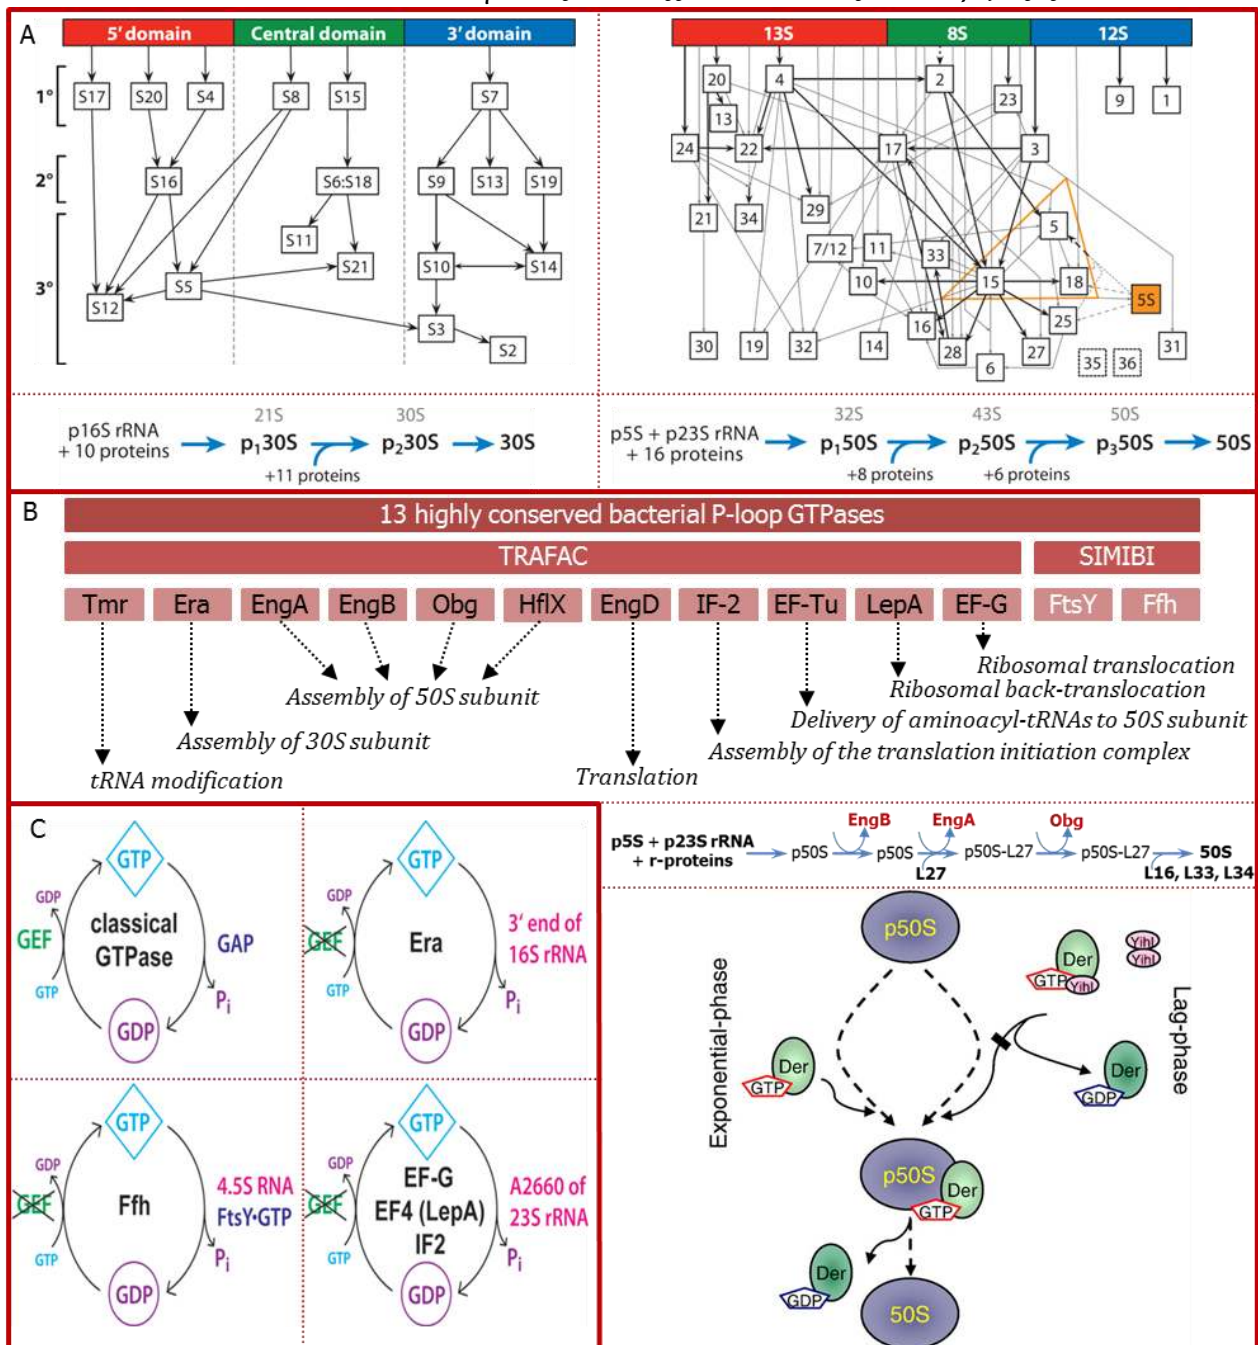 A
5' domain Central domain 3' domain
1°
S17 S20 S4 S8 S15 S7
2°
S16 S6:S18 S9 S13 S19
3°
S11
S21 S10 S14
S5
S12
S3
S2
13S 8S 12S
20 4 2 23 9 1
13
24 22 17 3
21 34 29
5
7/12 11 33
10 15 18 5S
16 25
30 19 32 14 28 27 31
6 35 36
21S 30S
p16S rRNA
+ 10 proteins
p₁30S p₂30S 30S
+11 proteins
32S 43S 50S
p5S + p23S rRNA
+ 16 proteins
p₁50S p₂50S p₃50S 50S
+8 proteins +6 proteins
B
13 highly conserved bacterial P-loop GTPases
TRAFAC SIMIBI
Tmr Era EngA EngB Obg HflX EngD IF-2 EF-Tu LepA EF-G FtsY Ffh
Ribosomal translocation
Ribosomal back-translocation
Assembly of 50S subunit
Delivery of aminoacyl-tRNAs to 50S subunit
Assembly of 30S subunit
Assembly of the translation initiation complex
tRNA modification
Translation
EngB EngA Obg
p5S + p23S rRNA
+ r-proteins
p50S p50S p50S-L27 p50S-L27 50S
L27 L16, L33, L34
C
GTP
GDP
GEF
classical
GTPase
GAP
GTP
Pi
GDP
GTP
GDP
GEF
Era
3' end of
16S rRNA
GTP
Pi
GDP
GTP
GDP
GEF
Ffh
4.5S RNA
FtsY•GTP
GTP
Pi
GDP
GTP
GDP
GEF
EF-G
EF4 (LepA)
IF2
A2660 of
23S rRNA
GTP
Pi
GDP
p50S
Der
GTP
YihI
YihI
YihI
Exponential-phase
Lag-phase
Der
GTP
Der
GDP
p50S
Der
GTP
Der
GDP
50S